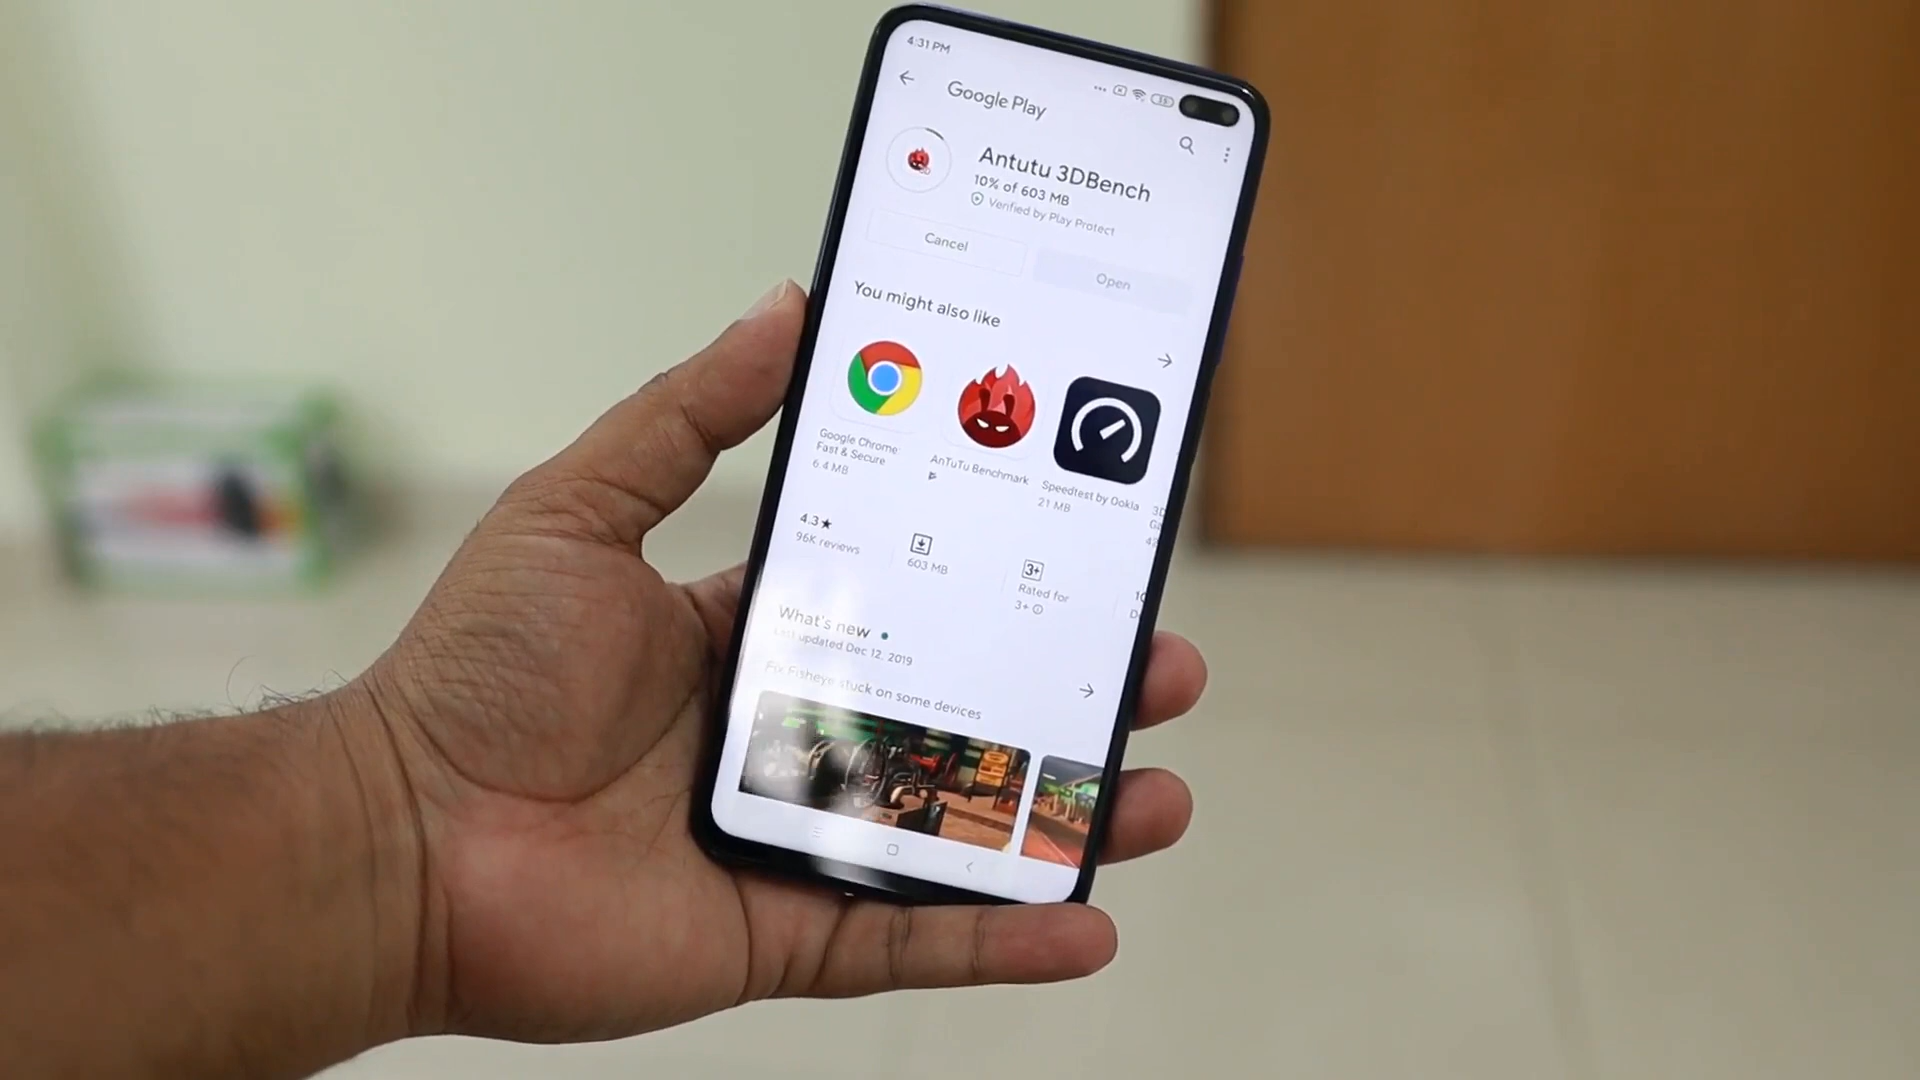 4:31 PM
Google Play
Antutu 3DBench
10% of 603 MB
Verified by Play Protect
Cancel
Open
You might also like
Google Chrome:
Fast & Secure
6.4 MB
AnTuTu Benchmark
Speedtest by Ookla
21 MB
3D
4.3★
96K reviews
603 MB
3+
Rated for
3+
What's new
Last updated Dec 12, 2019
Fix Fisheye stuck on some devices